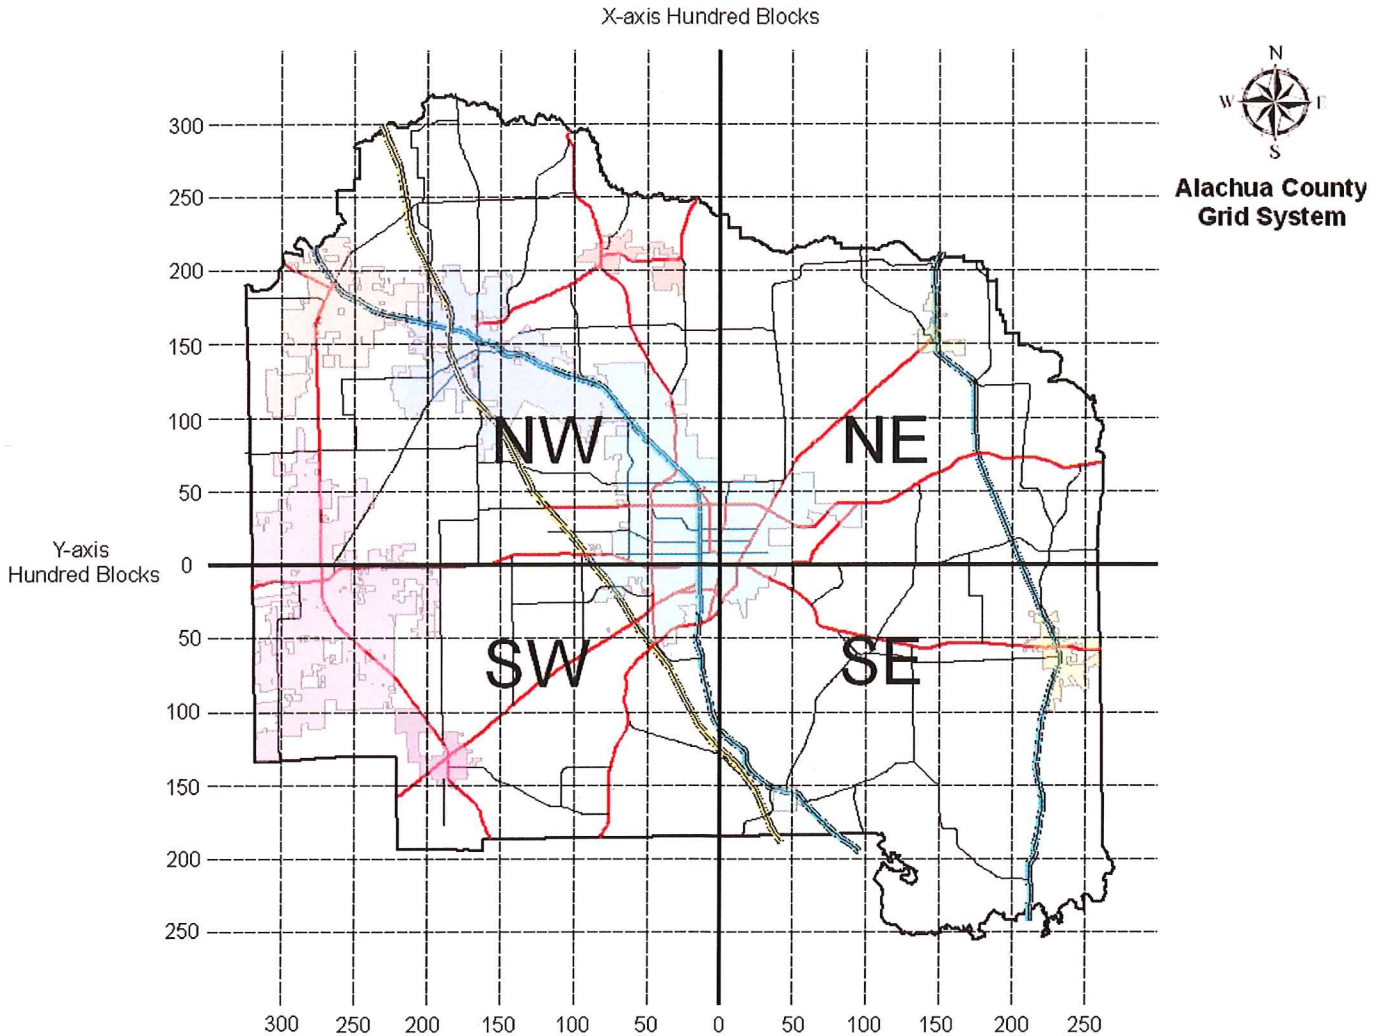 X-axis Hundred Blocks
N
W
E
S
Alachua County
Grid System
300
250
200
150
100
50
0
50
100
150
200
250
Y-axis
Hundred Blocks
NW
NE
SW
SE
300 250 200 150 100 50 0 50 100 150 200 250